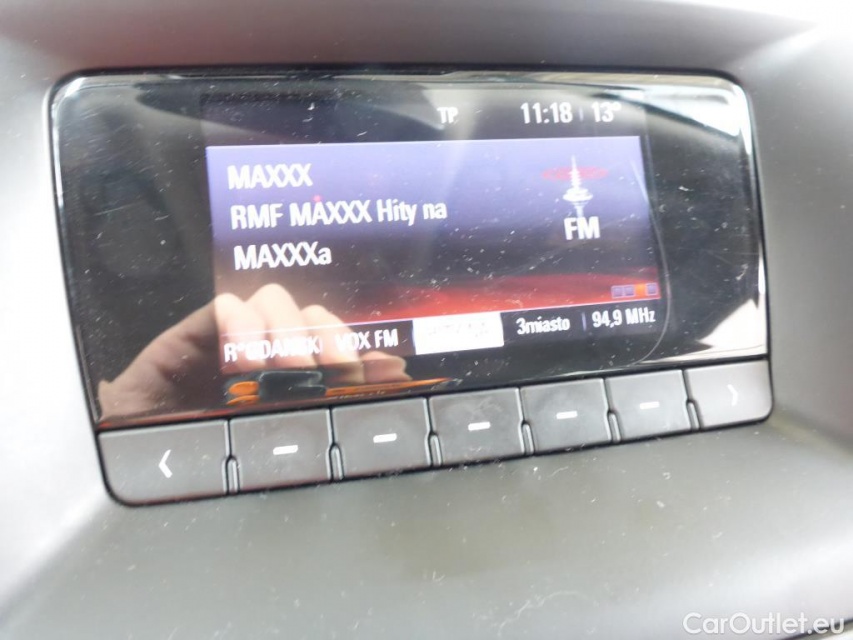 TP 11:18 13°
MAXXX
RMF MAXXX Hity na
MAXXXa
FM
R*GDAŃSK VOX FM 3miasto 94,9 MHz
CarOutlet.eu